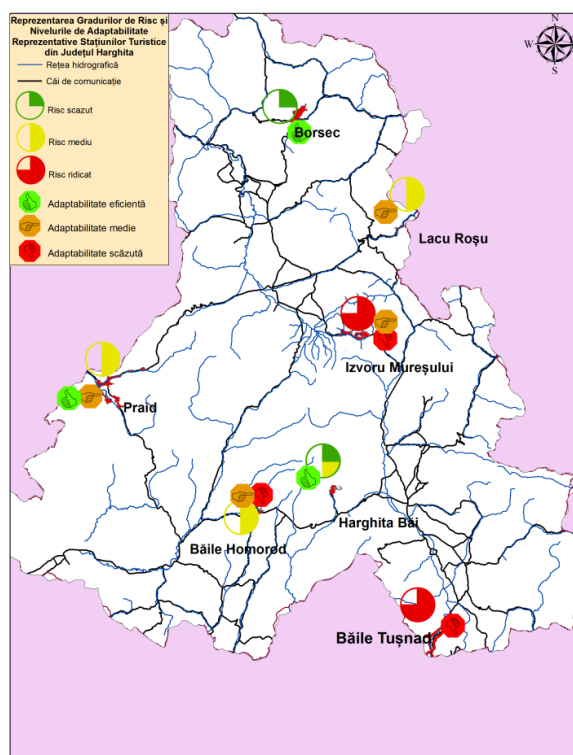 Reprezentarea Gradurilor de Risc și
Nivelurile de Adaptabilitate
Reprezentative Stațiunilor Turistice
din Județul Harghita
Rețea hidrografică
Căi de comunicație
Risc scazut
Risc mediu
Risc ridicat
Adaptabilitate eficientă
Adaptabilitate medie
Adaptabilitate scăzută
N
W
E
S
Borsec
Lacu Roșu
Izvoru Mureșului
Praid
Harghita Băi
Băile Homorod
Băile Tușnad